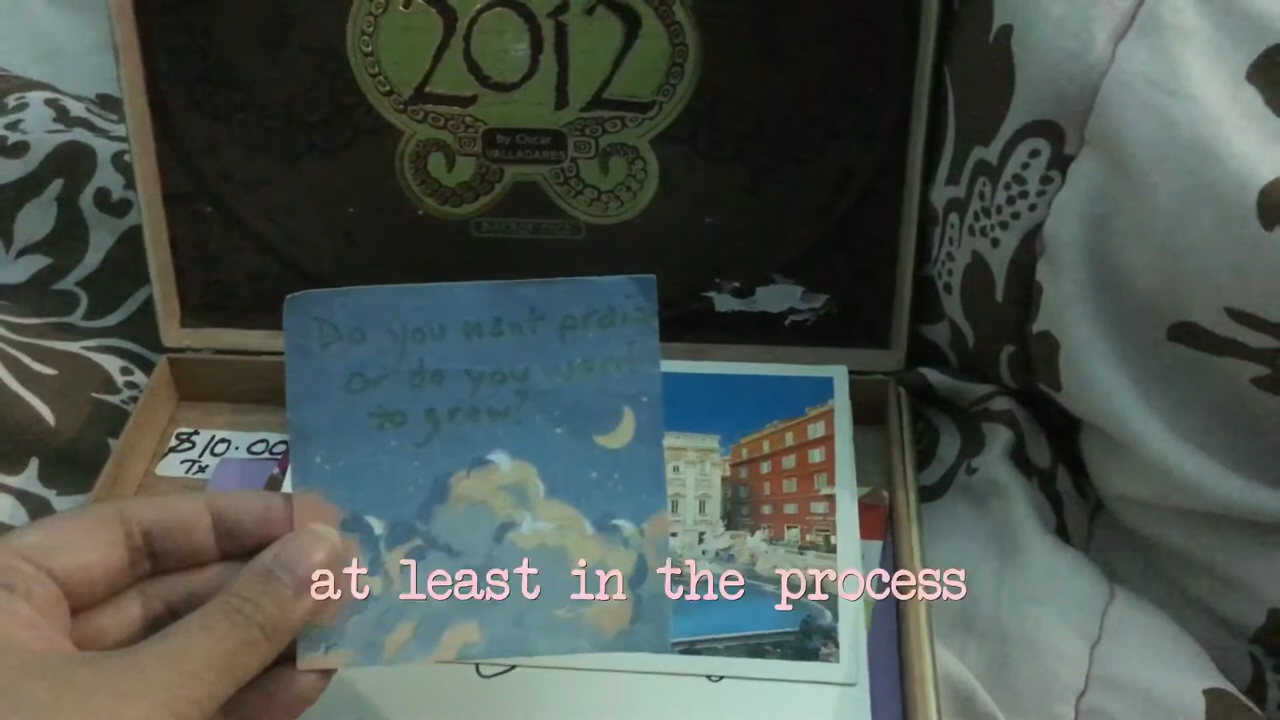 2012
by Oscar
VALLADARES
Do you want praise
or do you want
to grow?
$10.00
Tx
at least in the process